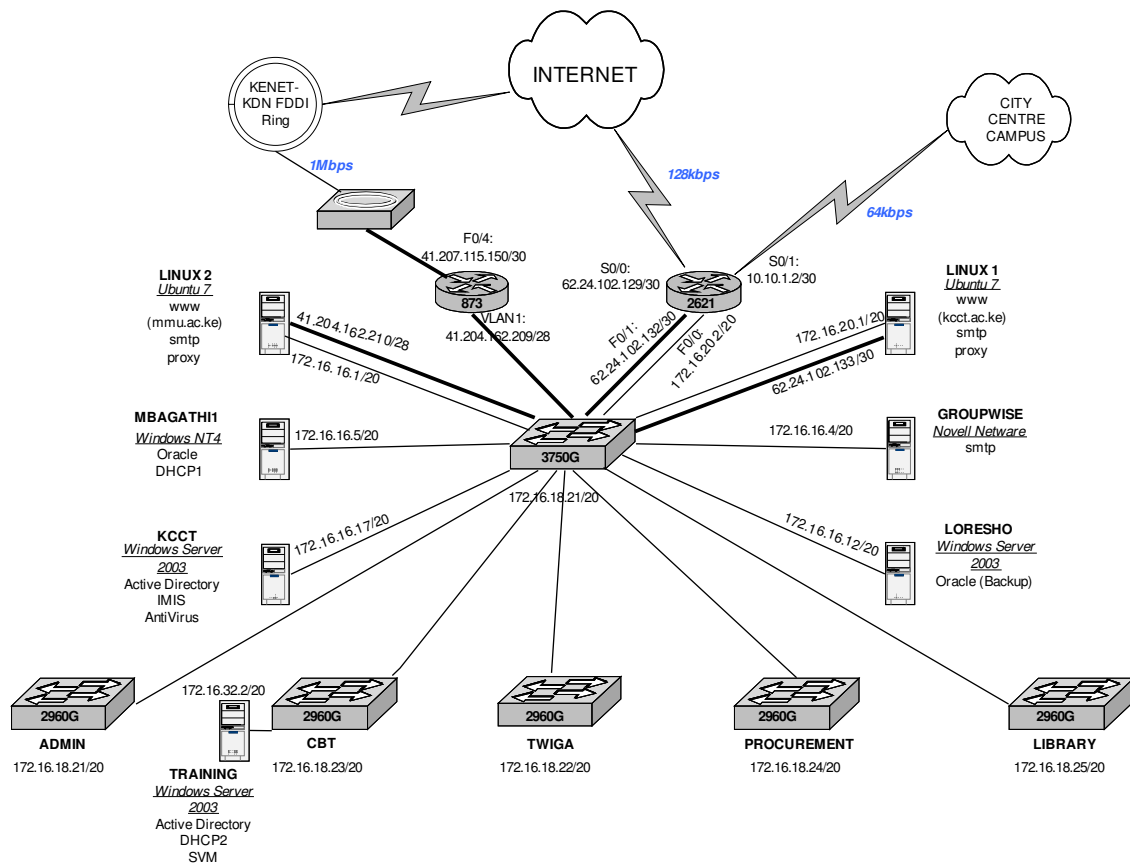 INTERNET
KENET-
KDN FDDI
Ring
CITY
CENTRE
CAMPUS
1Mbps
128kbps
64kbps
F0/4:
41.207.115.150/30
S0/0:
62.24.102.129/30
S0/1:
10.10.1.2/30
873
2621
VLAN1:
41.204.162.209/28
F0/1:
62.24.102.132/30
F0/0:
172.16.20.2/20
LINUX 2
Ubuntu 7
www
(mmu.ac.ke)
smtp
proxy
41.204.162.210/28
172.16.16.1/20
LINUX 1
Ubuntu 7
www
(kcct.ac.ke)
smtp
proxy
172.16.20.1/20
62.24.102.133/30
MBAGATHI1
Windows NT4
Oracle
DHCP1
172.16.16.5/20
3750G
172.16.18.21/20
GROUPWISE
Novell Netware
smtp
172.16.16.4/20
KCCT
Windows Server
2003
Active Directory
IMIS
AntiVirus
172.16.16.17/20
LORESHO
Windows Server
2003
Oracle (Backup)
172.16.16.12/20
2960G
ADMIN
172.16.18.21/20
172.16.32.2/20
TRAINING
Windows Server
2003
Active Directory
DHCP2
SVM
2960G
CBT
172.16.18.23/20
2960G
TWIGA
172.16.18.22/20
2960G
PROCUREMENT
172.16.18.24/20
2960G
LIBRARY
172.16.18.25/20